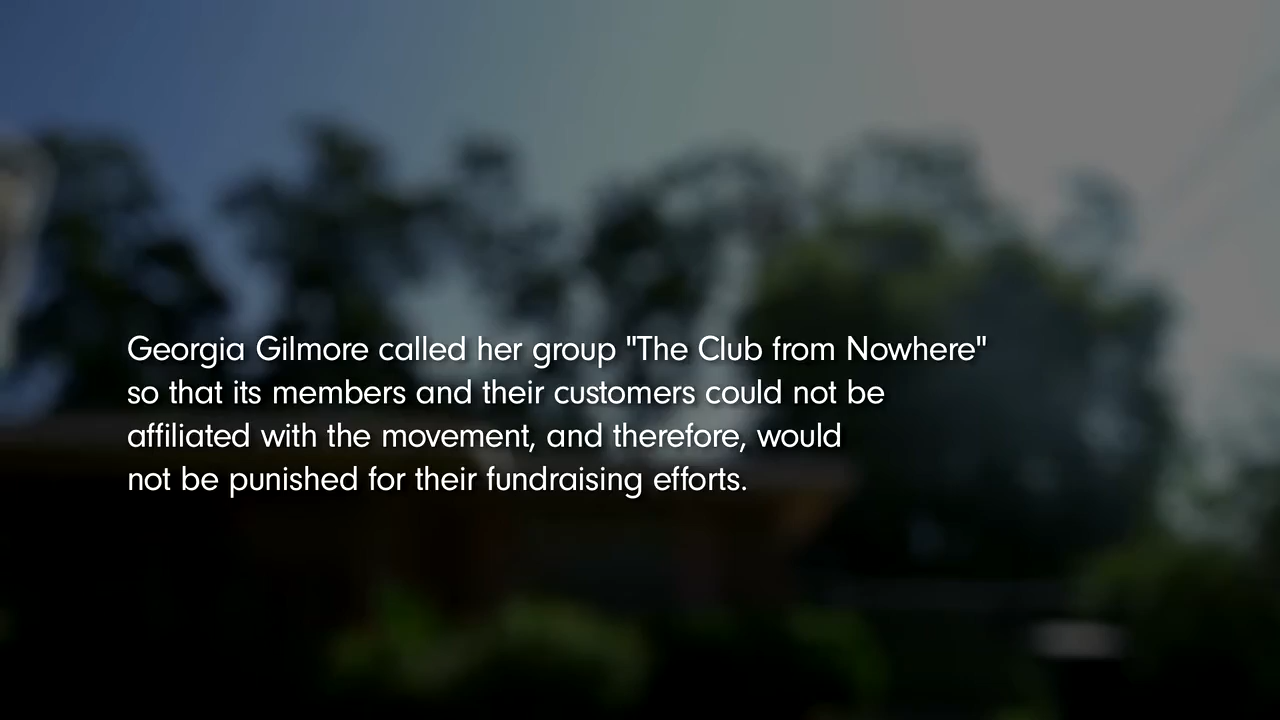 Georgia Gilmore called her group "The Club from Nowhere"
so that its members and their customers could not be
affiliated with the movement, and therefore, would
not be punished for their fundraising efforts.